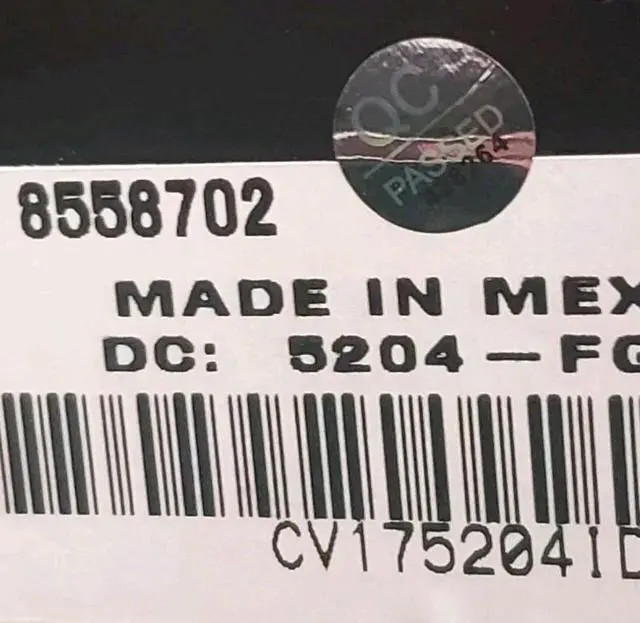 QC
PASSED
8558702
MADE IN MEX
DC: 5204-FG
CV175204ID